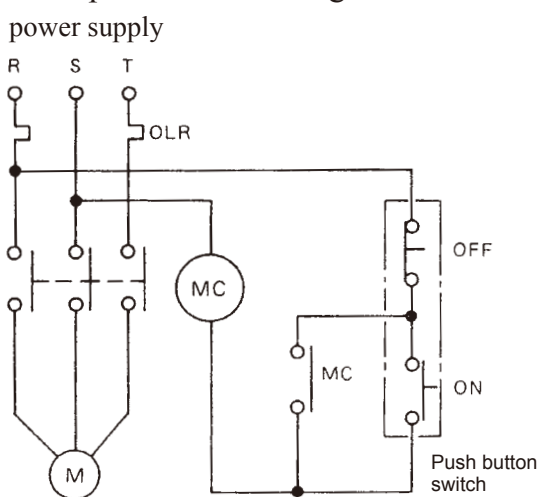 power supply
R S T
OLR
OFF
MC
MC
ON
M
Push button
switch